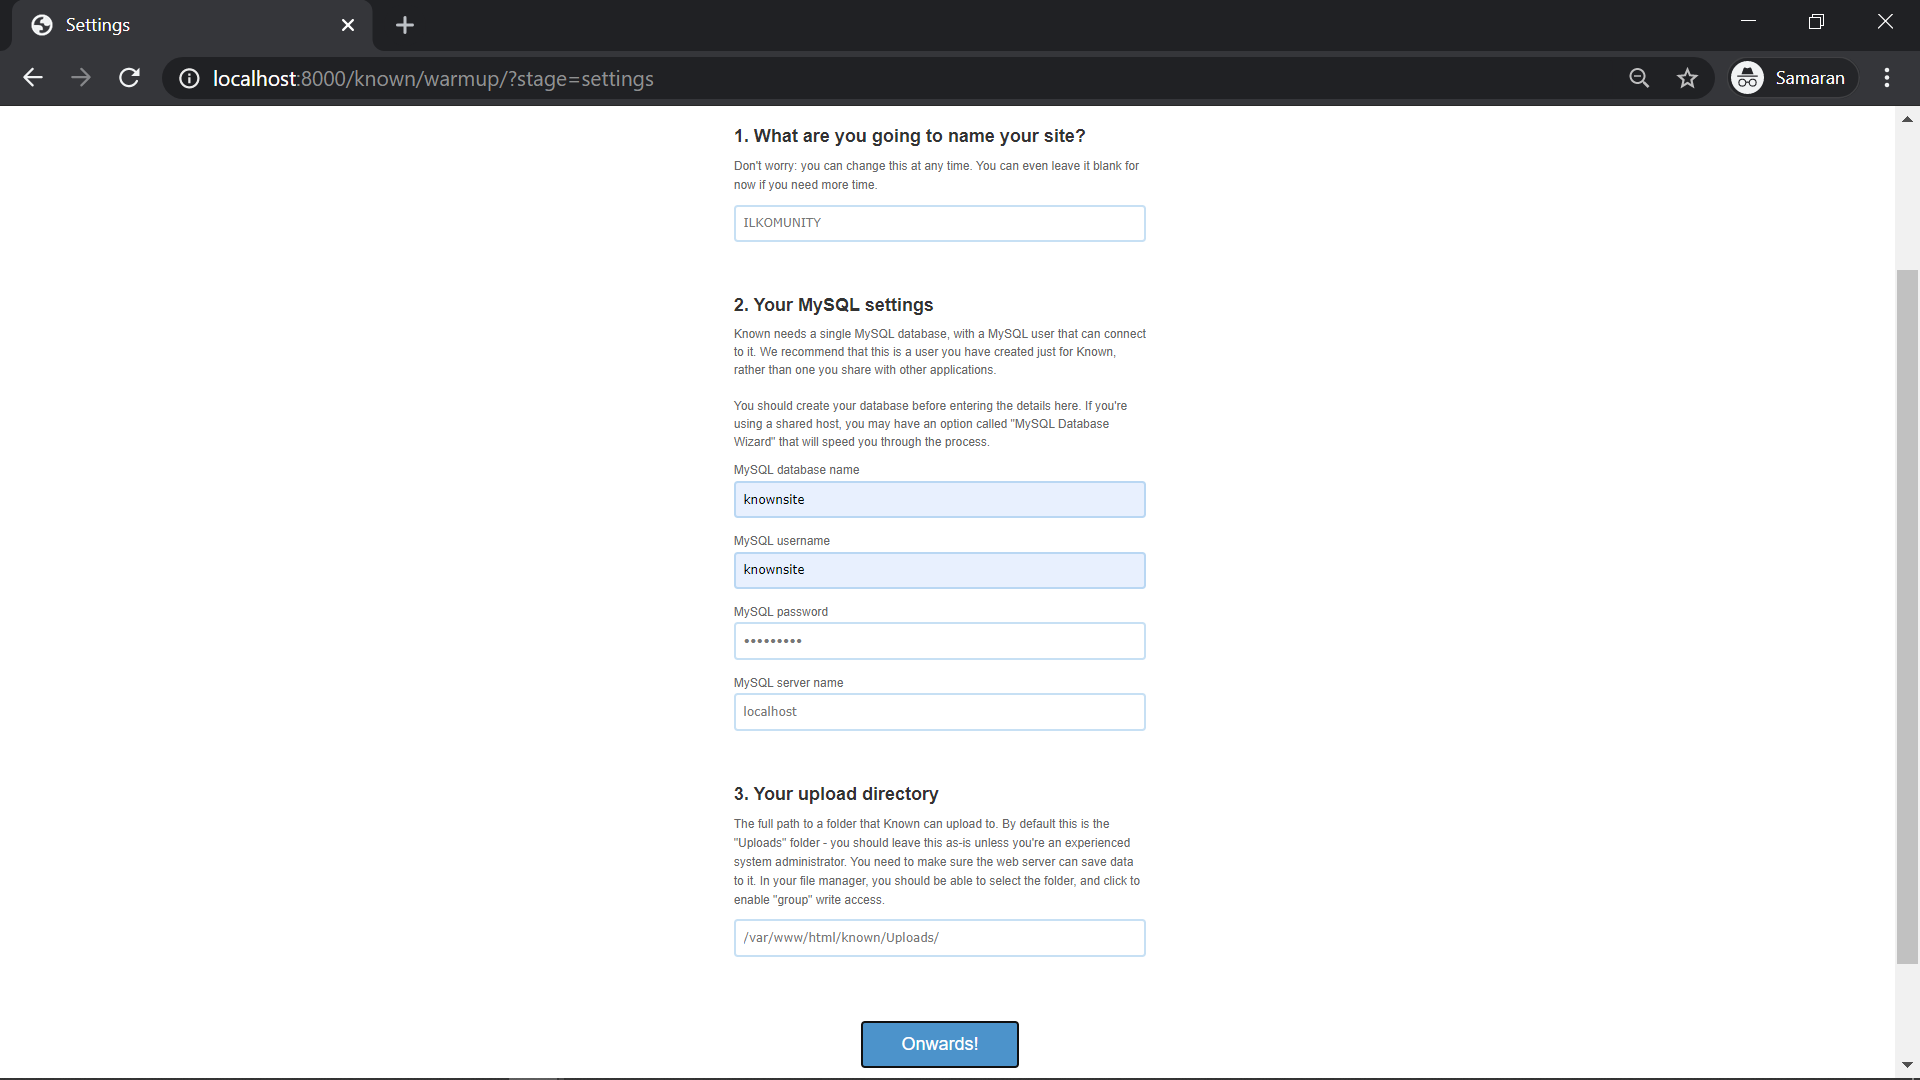 Settings
localhost:8000/known/warmup/?stage=settings
Samaran
1. What are you going to name your site?
Don't worry: you can change this at any time. You can even leave it blank for
now if you need more time.
ILKOMUNITY
2. Your MySQL settings
Known needs a single MySQL database, with a MySQL user that can connect
to it. We recommend that this is a user you have created just for Known,
rather than one you share with other applications.
You should create your database before entering the details here. If you're
using a shared host, you may have an option called "MySQL Database
Wizard" that will speed you through the process.
MySQL database name
knownsite
MySQL username
knownsite
MySQL password
•••••••••
MySQL server name
localhost
3. Your upload directory
The full path to a folder that Known can upload to. By default this is the
"Uploads" folder - you should leave this as-is unless you're an experienced
system administrator. You need to make sure the web server can save data
to it. In your file manager, you should be able to select the folder, and click to
enable "group" write access.
/var/www/html/known/Uploads/
Onwards!